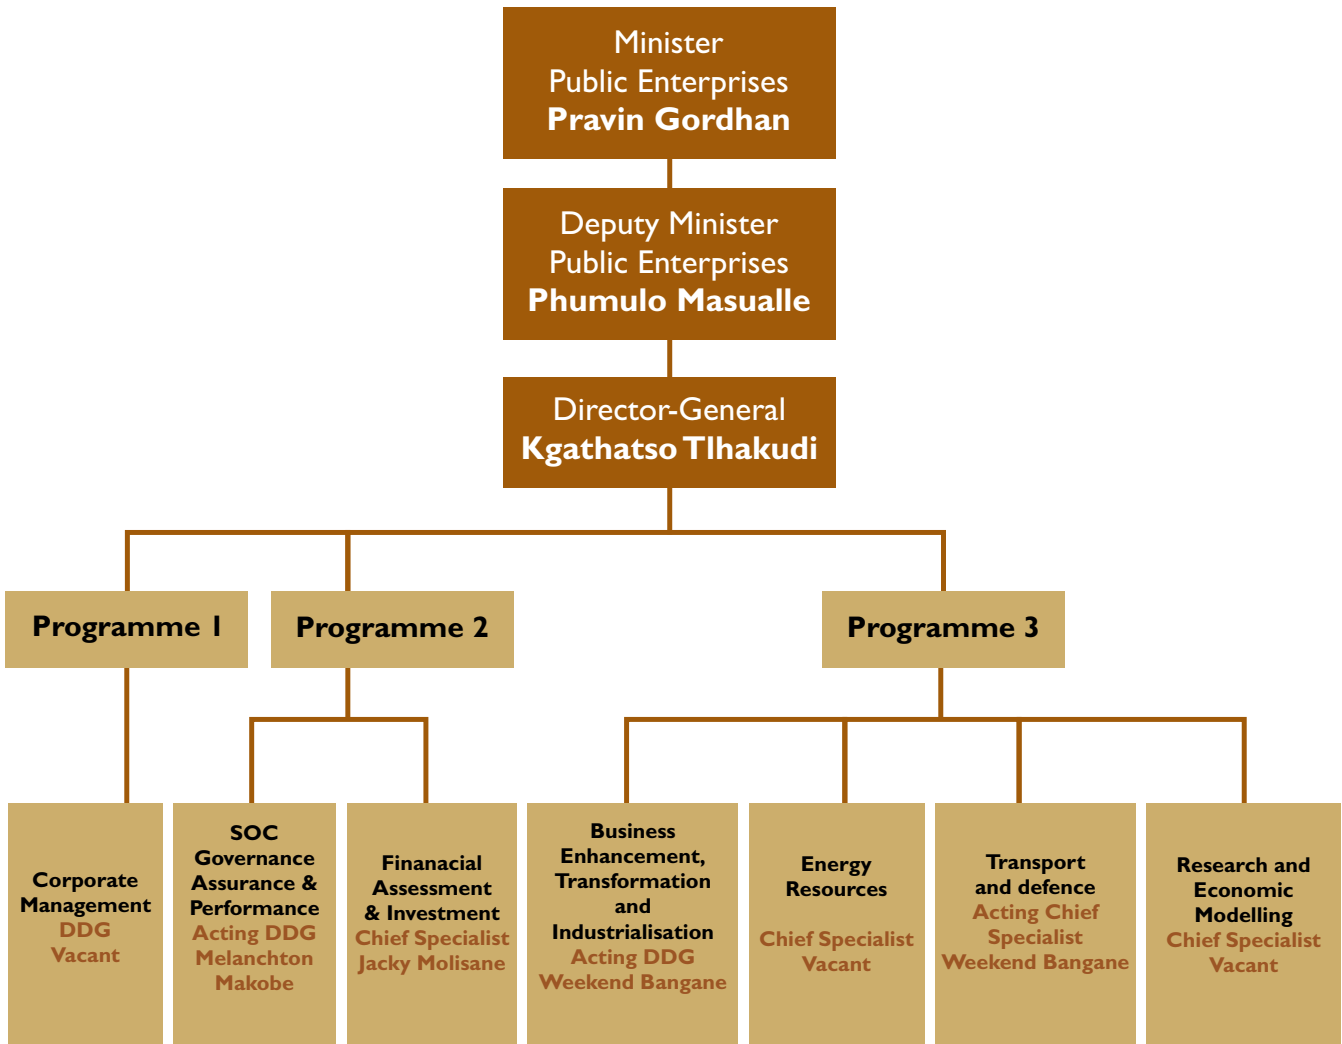 Minister
Public Enterprises
Pravin Gordhan
Deputy Minister
Public Enterprises
Phumulo Masualle
Director-General
Kgathatso Tlhakudi
Programme 1
Programme 2
Programme 3
Corporate
Management
DDG
Vacant
SOC
Governance
Assurance &
Performance
Acting DDG
Melanchton
Makobe
Finanacial
Assessment
& Investment
Chief Specialist
Jacky Molisane
Business
Enhancement,
Transformation
and
Industrialisation
Acting DDG
Weekend Bangane
Energy
Resources
Chief Specialist
Vacant
Transport
and defence
Acting Chief
Specialist
Weekend Bangane
Research and
Economic
Modelling
Chief Specialist
Vacant